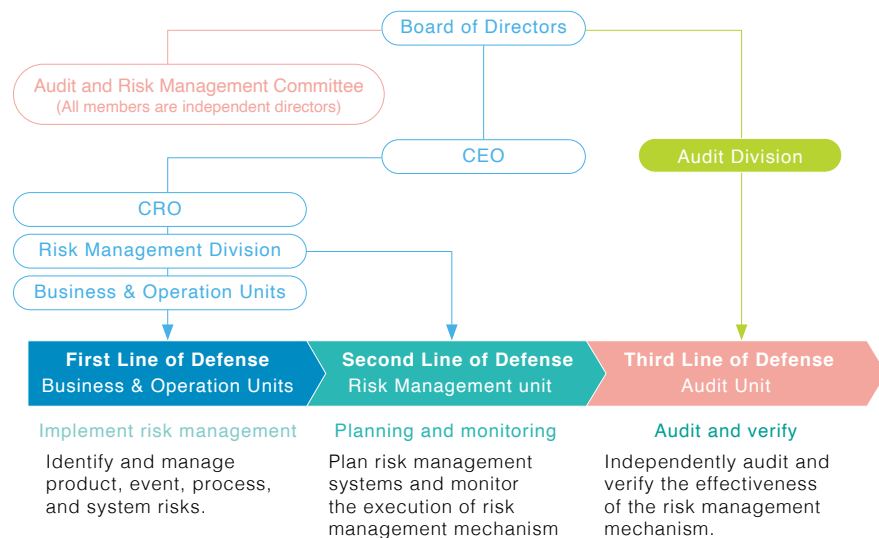 Board of Directors
Audit and Risk Management Committee
(All members are independent directors)
CEO
Audit Division
CRO
Risk Management Division
Business & Operation Units
First Line of Defense
Business & Operation Units
Second Line of Defense
Risk Management unit
Third Line of Defense
Audit Unit
Implement risk management
Identify and manage
product, event, process,
and system risks.
Planning and monitoring
Plan risk management
systems and monitor
the execution of risk
management mechanism
Audit and verify
Independently audit and
verify the effectiveness
of the risk management
mechanism.